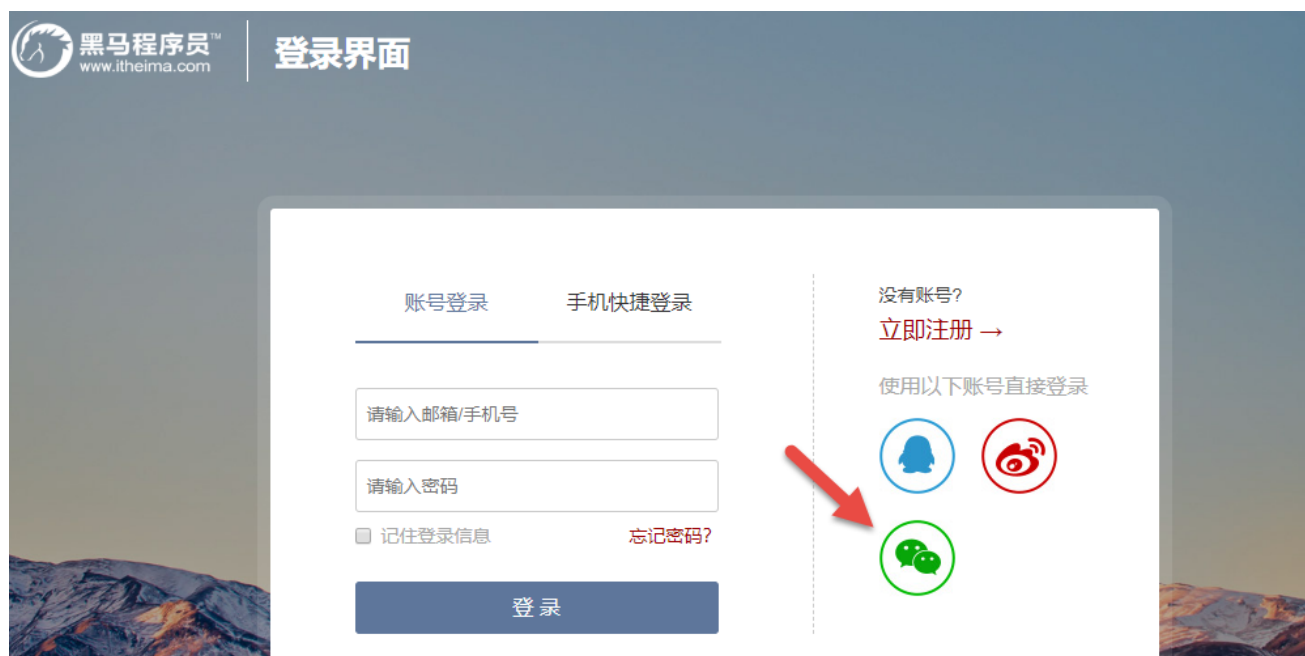 黑马程序员™
www.itheima.com
登录界面
账号登录
手机快捷登录
请输入邮箱/手机号
请输入密码
记住登录信息
忘记密码?
登 录
没有账号?
立即注册 →
使用以下账号直接登录